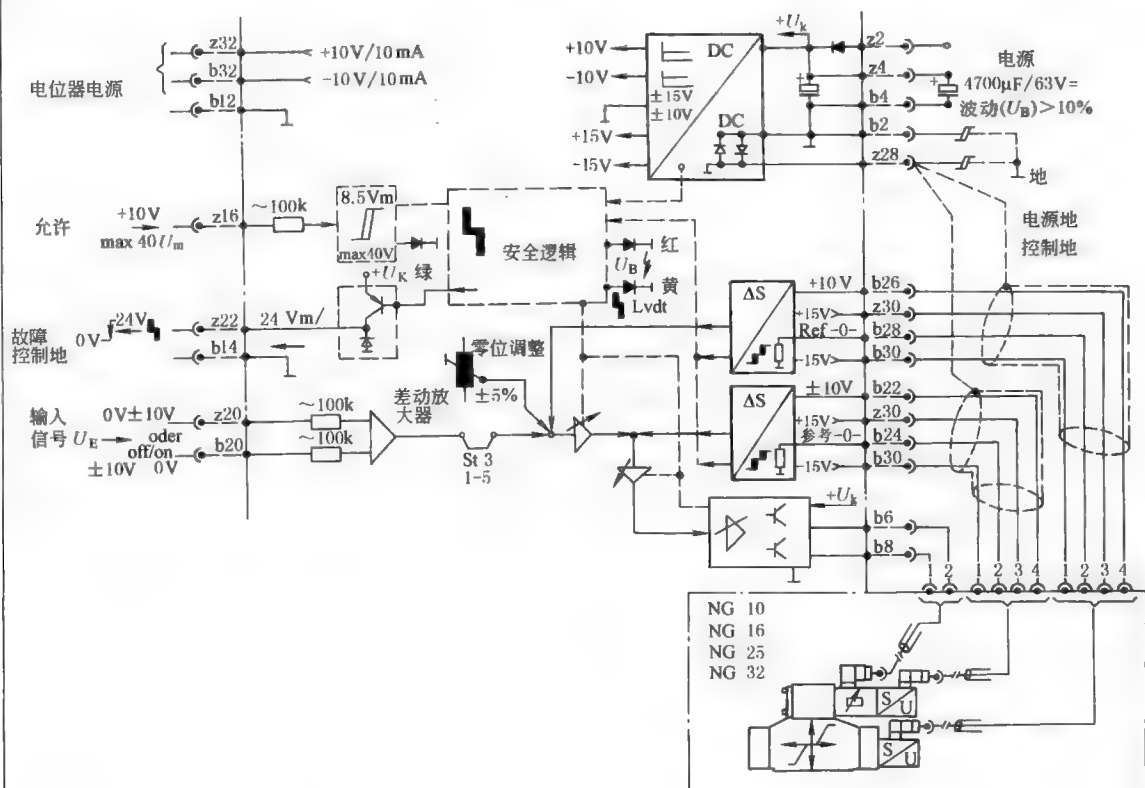 z32
+10V/10mA
b32
-10V/10mA
电位器电源
b12
+10V
-10V
±15V
±10V
+15V
-15V
DC
DC
+Uk
z2
z4
b4
b2
z28
电源
4700μF/63V=
波动(UB)>10%
地
电源地
控制地
允许
+10V
max 40Um
z16
~100k
8.5Vm
max40V
绿
+UK
安全逻辑
红
UB
黄
Lvdt
故障
控制地
24V
0V
z22
b14
24 Vm/
零位调整
±5%
差动放
大器
输入
信号 UE
0V±10V
oder
off/on
±10V 0V
z20
b20
~100k
~100k
St 3
1-5
ΔS
+10V
+15V
Ref -0-
-15V
b26
z30
b28
b30
ΔS
±10V
+15V
参考-0-
-15V
b22
z30
b24
b30
+Uk
b6
b8
1 2 1 2 3 4 1 2 3 4
NG 10
NG 16
NG 25
NG 32
S
U
S
U